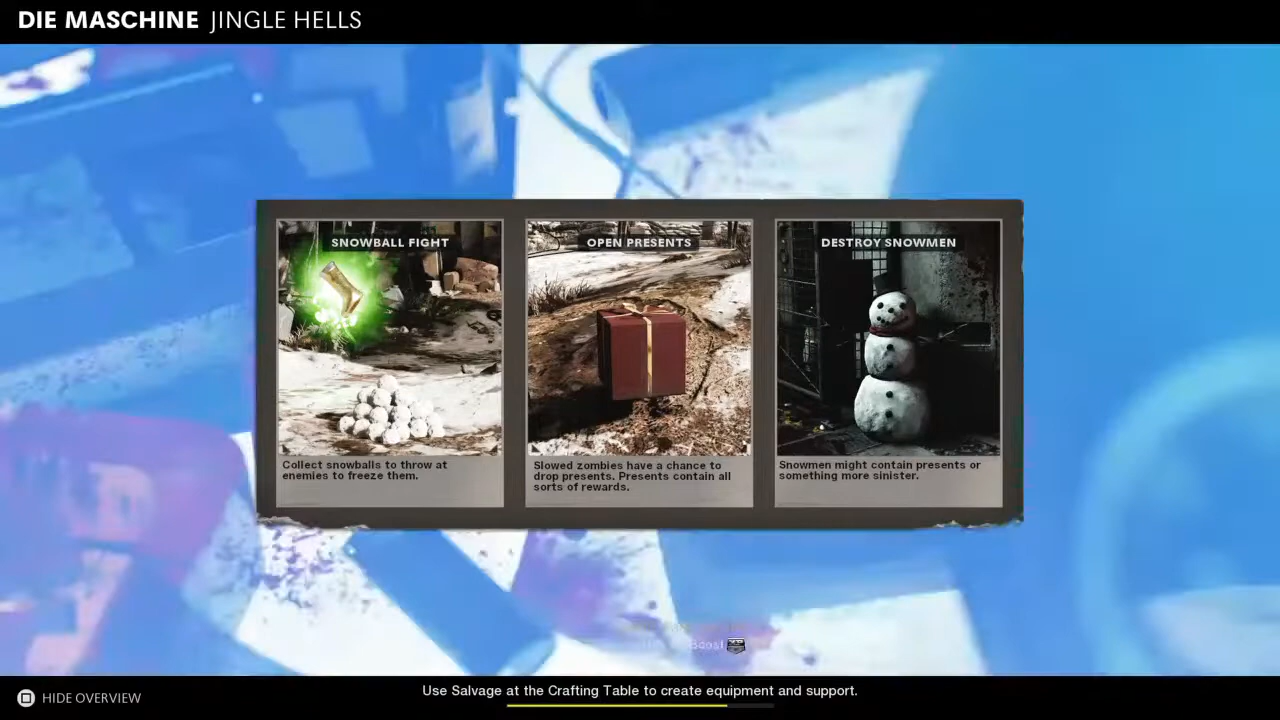 DIE MASCHINE JINGLE HELLS
SNOWBALL FIGHT
Collect snowballs to throw at
enemies to freeze them.
OPEN PRESENTS
Slowed zombies have a chance to
drop presents. Presents contain all
sorts of rewards.
DESTROY SNOWMEN
Snowmen might contain presents or
something more sinister.
HIDE OVERVIEW
Use Salvage at the Crafting Table to create equipment and support.